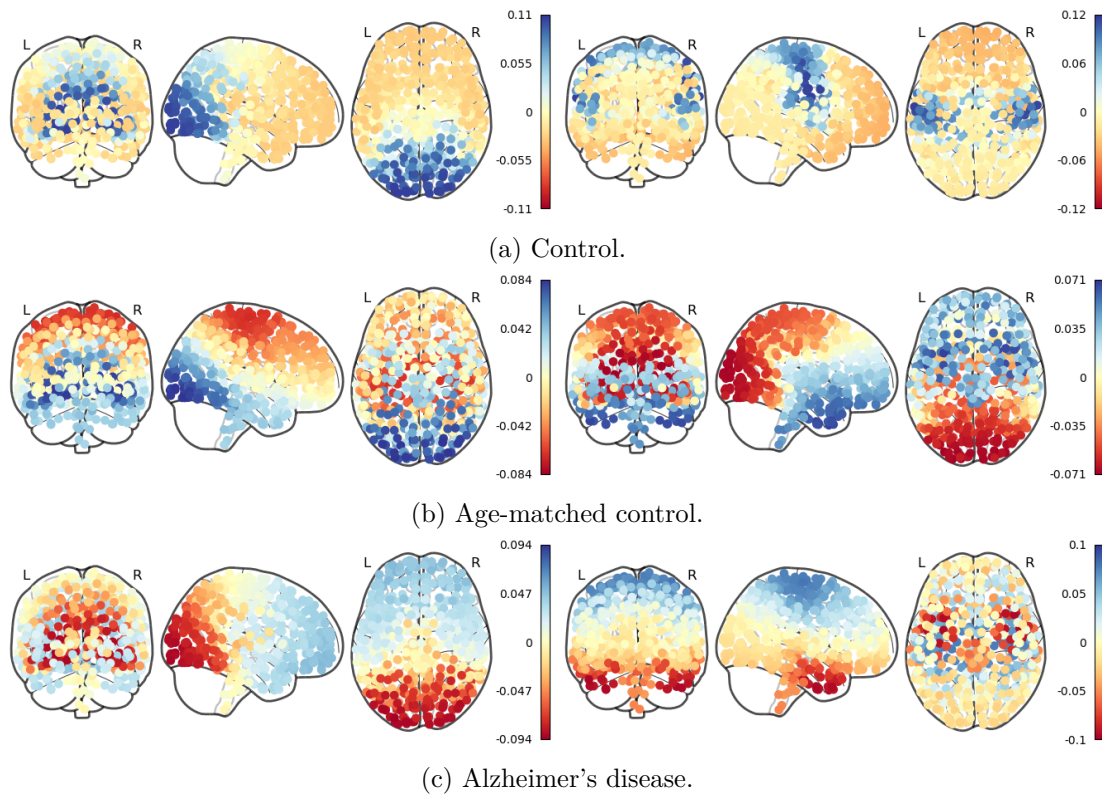 L R L R 0.11 0.055 0 -0.055 -0.11
L R L R 0.12 0.06 0 -0.06 -0.12
(a) Control.
L R L R 0.084 0.042 0 -0.042 -0.084
L R L R 0.071 0.035 0 -0.035 -0.071
(b) Age-matched control.
L R L R 0.094 0.047 0 -0.047 -0.094
L R L R 0.1 0.05 0 -0.05 -0.1
(c) Alzheimer's disease.